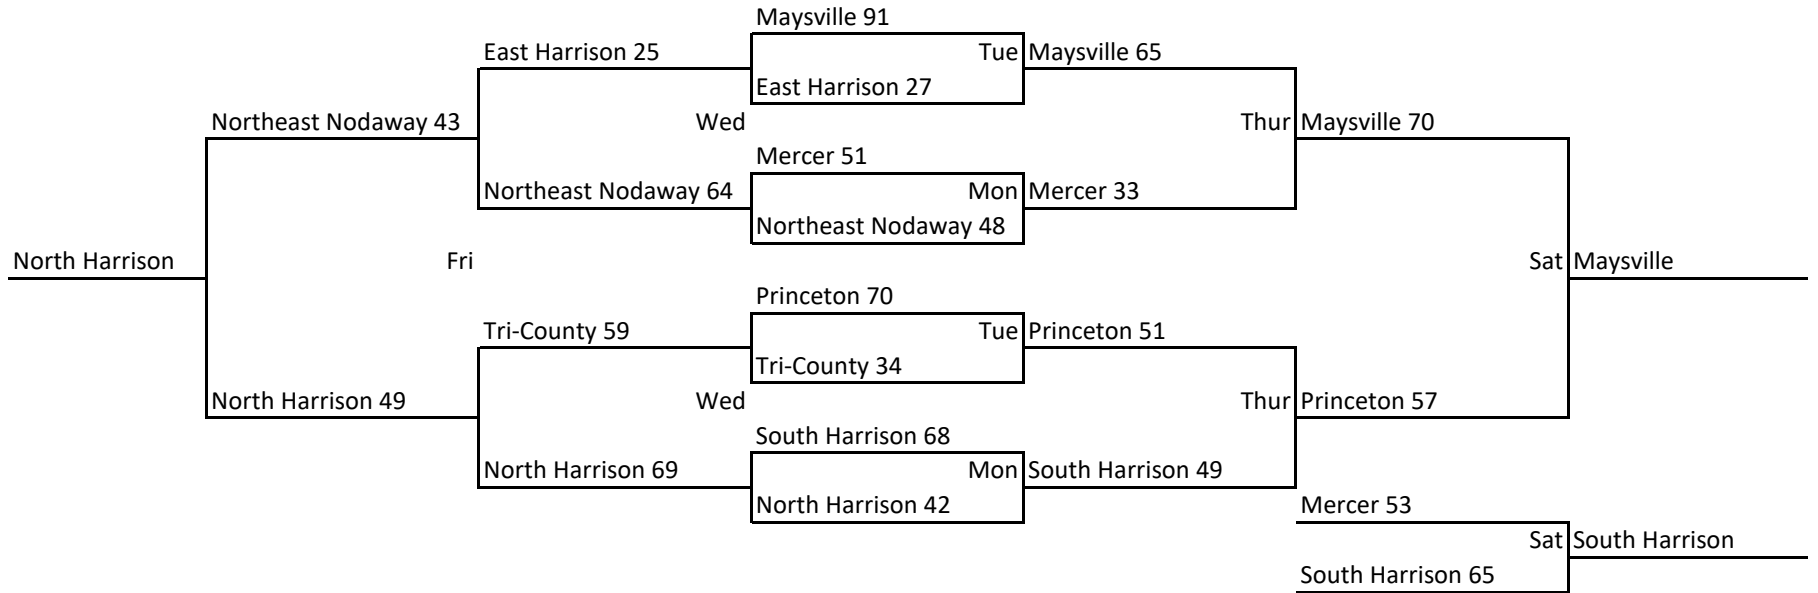 Maysville 91
East Harrison 25
Tue Maysville 65
East Harrison 27
Northeast Nodaway 43
Wed
Thur Maysville 70
Mercer 51
Northeast Nodaway 64
Mon Mercer 33
Northeast Nodaway 48
North Harrison
Fri
Sat Maysville
Princeton 70
Tri-County 59
Tue Princeton 51
Tri-County 34
North Harrison 49
Wed
Thur Princeton 57
South Harrison 68
North Harrison 69
Mon South Harrison 49
North Harrison 42
Mercer 53
Sat South Harrison
South Harrison 65